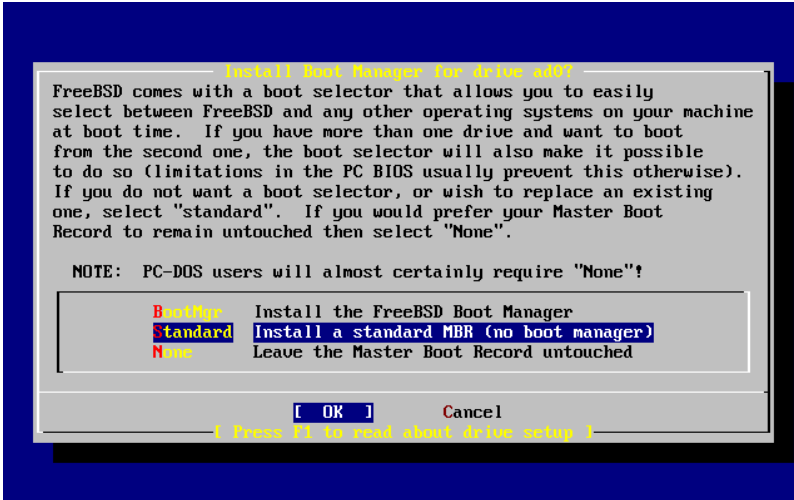 Install Boot Manager for drive ad0?
FreeBSD comes with a boot selector that allows you to easily
select between FreeBSD and any other operating systems on your machine
at boot time.  If you have more than one drive and want to boot
from the second one, the boot selector will also make it possible
to do so (limitations in the PC BIOS usually prevent this otherwise).
If you do not want a boot selector, or wish to replace an existing
one, select "standard".  If you would prefer your Master Boot
Record to remain untouched then select "None".
NOTE:  PC-DOS users will almost certainly require "None"!
BootMgr   Install the FreeBSD Boot Manager
Standard  Install a standard MBR (no boot manager)
None      Leave the Master Boot Record untouched
[  OK  ]       Cancel
[ Press F1 to read about drive setup ]